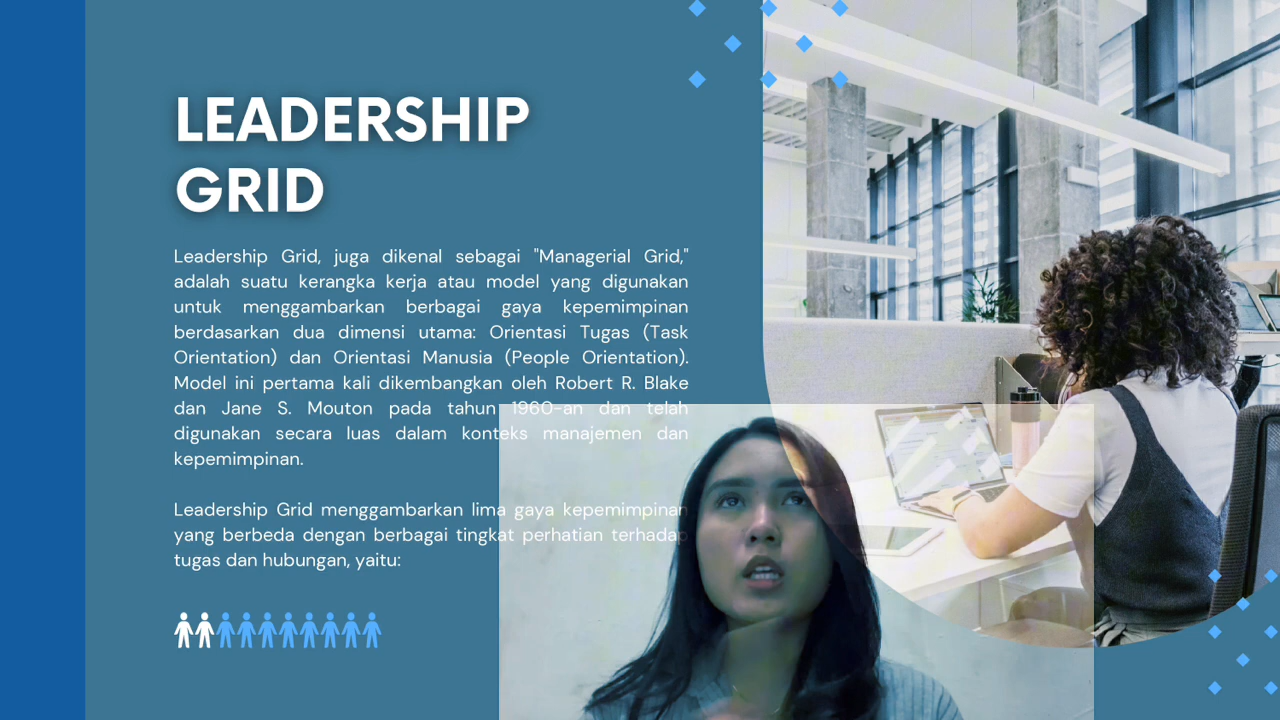 LEADERSHIP
GRID
Leadership Grid, juga dikenal sebagai "Managerial Grid,"
adalah suatu kerangka kerja atau model yang digunakan
untuk menggambarkan berbagai gaya kepemimpinan
berdasarkan dua dimensi utama: Orientasi Tugas (Task
Orientation) dan Orientasi Manusia (People Orientation).
Model ini pertama kali dikembangkan oleh Robert R. Blake
dan Jane S. Mouton pada tahun 1960-an dan telah
digunakan secara luas dalam konteks manajemen dan
kepemimpinan.
Leadership Grid menggambarkan lima gaya kepemimpinan
yang berbeda dengan berbagai tingkat perhatian terhadap
tugas dan hubungan, yaitu: